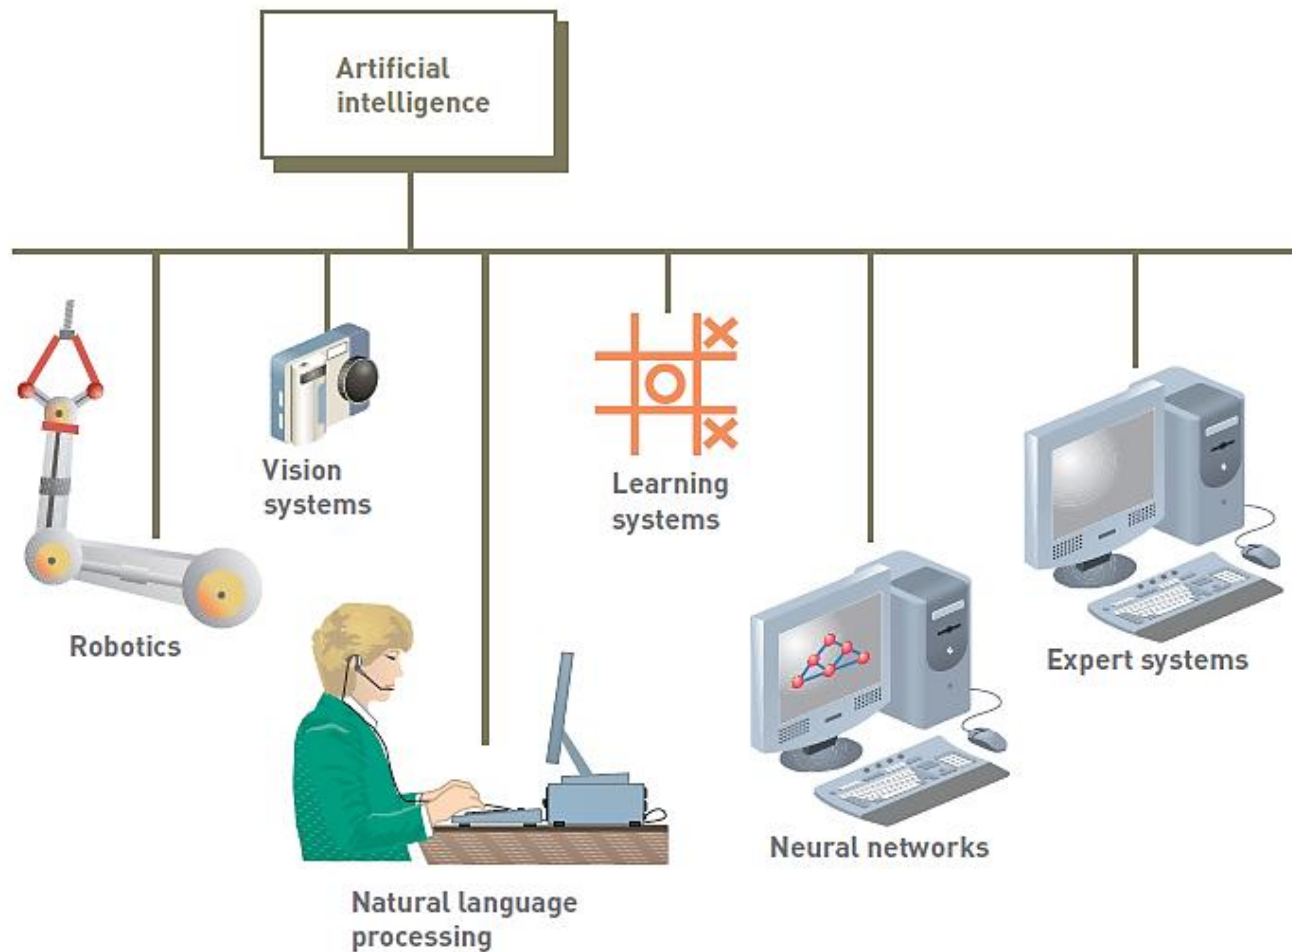 Artificial
intelligence
Vision
systems
Learning
systems
Robotics
Expert systems
Neural networks
Natural language
processing